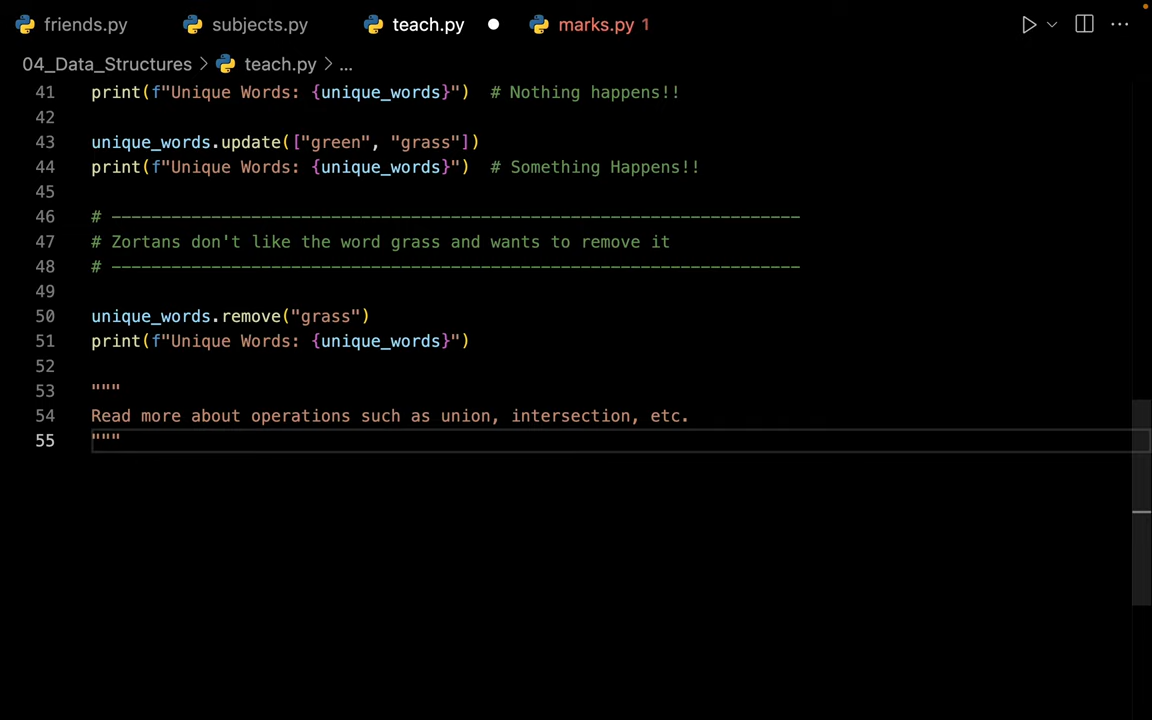 friends.py subjects.py teach.py marks.py 1
04_Data_Structures > teach.py > ...
41 print(f"Unique Words: {unique_words}") # Nothing happens!!
42
43 unique_words.update(["green", "grass"])
44 print(f"Unique Words: {unique_words}") # Something Happens!!
45
46 # ---------------------------------------------------------------------
47 # Zortans don't like the word grass and wants to remove it
48 # ---------------------------------------------------------------------
49
50 unique_words.remove("grass")
51 print(f"Unique Words: {unique_words}")
52
53 """
54 Read more about operations such as union, intersection, etc.
55 """